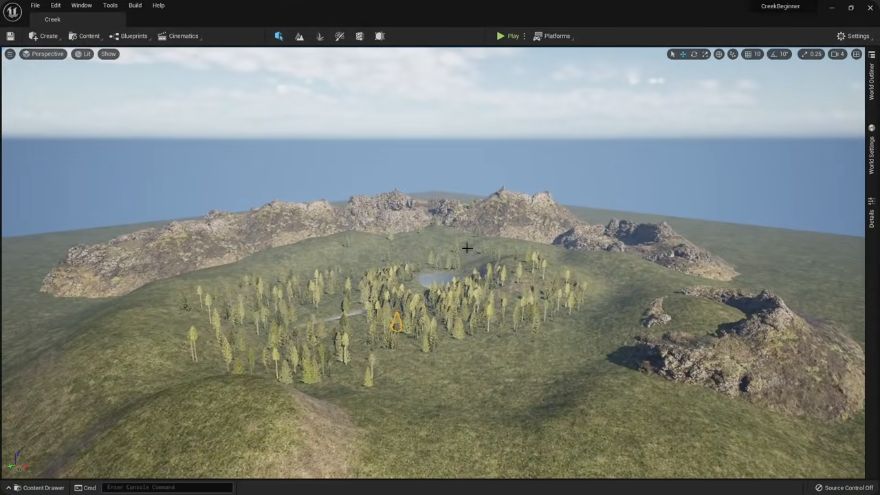 File Edit Window Tools Build Help
CreekBeginner
Creek
Create Content Blueprints Cinematics Play Platforms Settings
Perspective Lit Show 10 10° 0.25 4
World Outliner
World Settings
Details
Content Drawer Cmd Enter Console Command Source Control Off